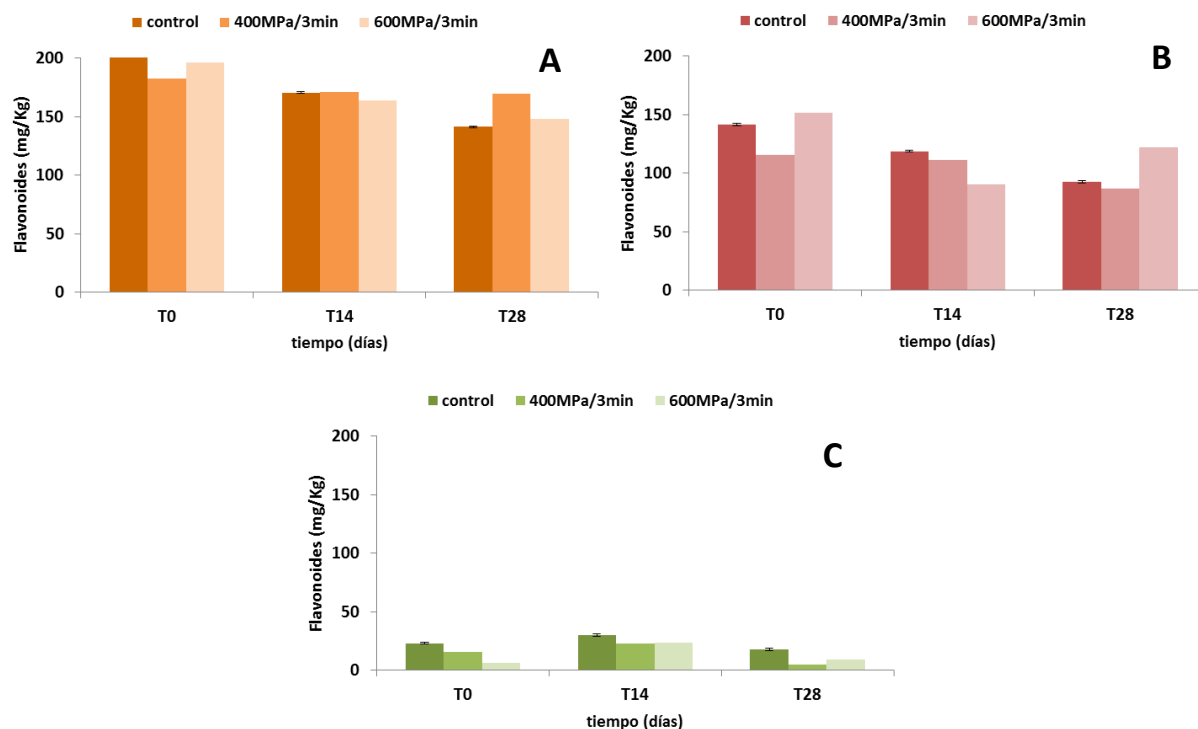 control 400MPa/3min 600MPa/3min
A
Flavonoides (mg/Kg)
200
150
100
50
0
T0 T14 T28
tiempo (días)
control 400MPa/3min 600MPa/3min
B
Flavonoides (mg/Kg)
200
150
100
50
0
T0 T14 T28
tiempo (días)
control 400MPa/3min 600MPa/3min
C
Flavonoides (mg/Kg)
200
150
100
50
0
T0 T14 T28
tiempo (días)